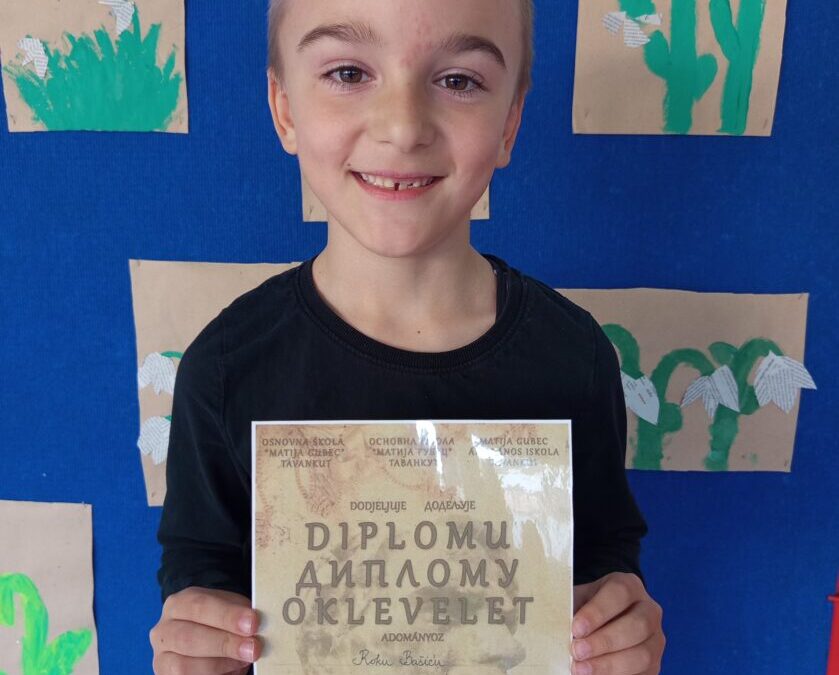 OSNOVNA ŠKOLA ОСНОВНА ШКОЛА MATIJA GUBEC
"MATIJA GUBEC" "МАТИЈА ГУБЕЦ" ISKOLA
TAVANKUT ТАВАНКУТ
DODJELJUJE ДОДЕЉУЈЕ
DIPLOMU
ДИПЛОМУ
OKLEVELET
ADOMÁNYOZ
Roku Bašiću